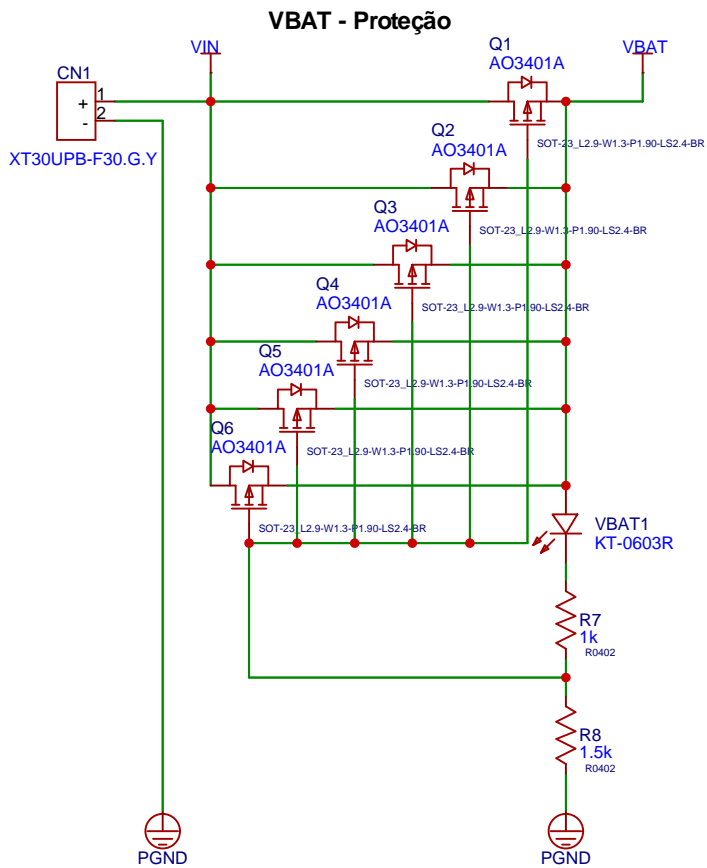 VBAT - Proteção
VIN
Q1
VBAT
AO3401A
CN1
1
+
2
-
XT30UPB-F30.G.Y
SOT-23_L2.9-W1.3-P1.90-LS2.4-BR
Q2
AO3401A
SOT-23_L2.9-W1.3-P1.90-LS2.4-BR
Q3
AO3401A
SOT-23_L2.9-W1.3-P1.90-LS2.4-BR
Q4
AO3401A
SOT-23_L2.9-W1.3-P1.90-LS2.4-BR
Q5
AO3401A
SOT-23_L2.9-W1.3-P1.90-LS2.4-BR
Q6
AO3401A
SOT-23_L2.9-W1.3-P1.90-LS2.4-BR
VBAT1
KT-0603R
R7
1k
R0402
R8
1.5k
R0402
PGND
PGND